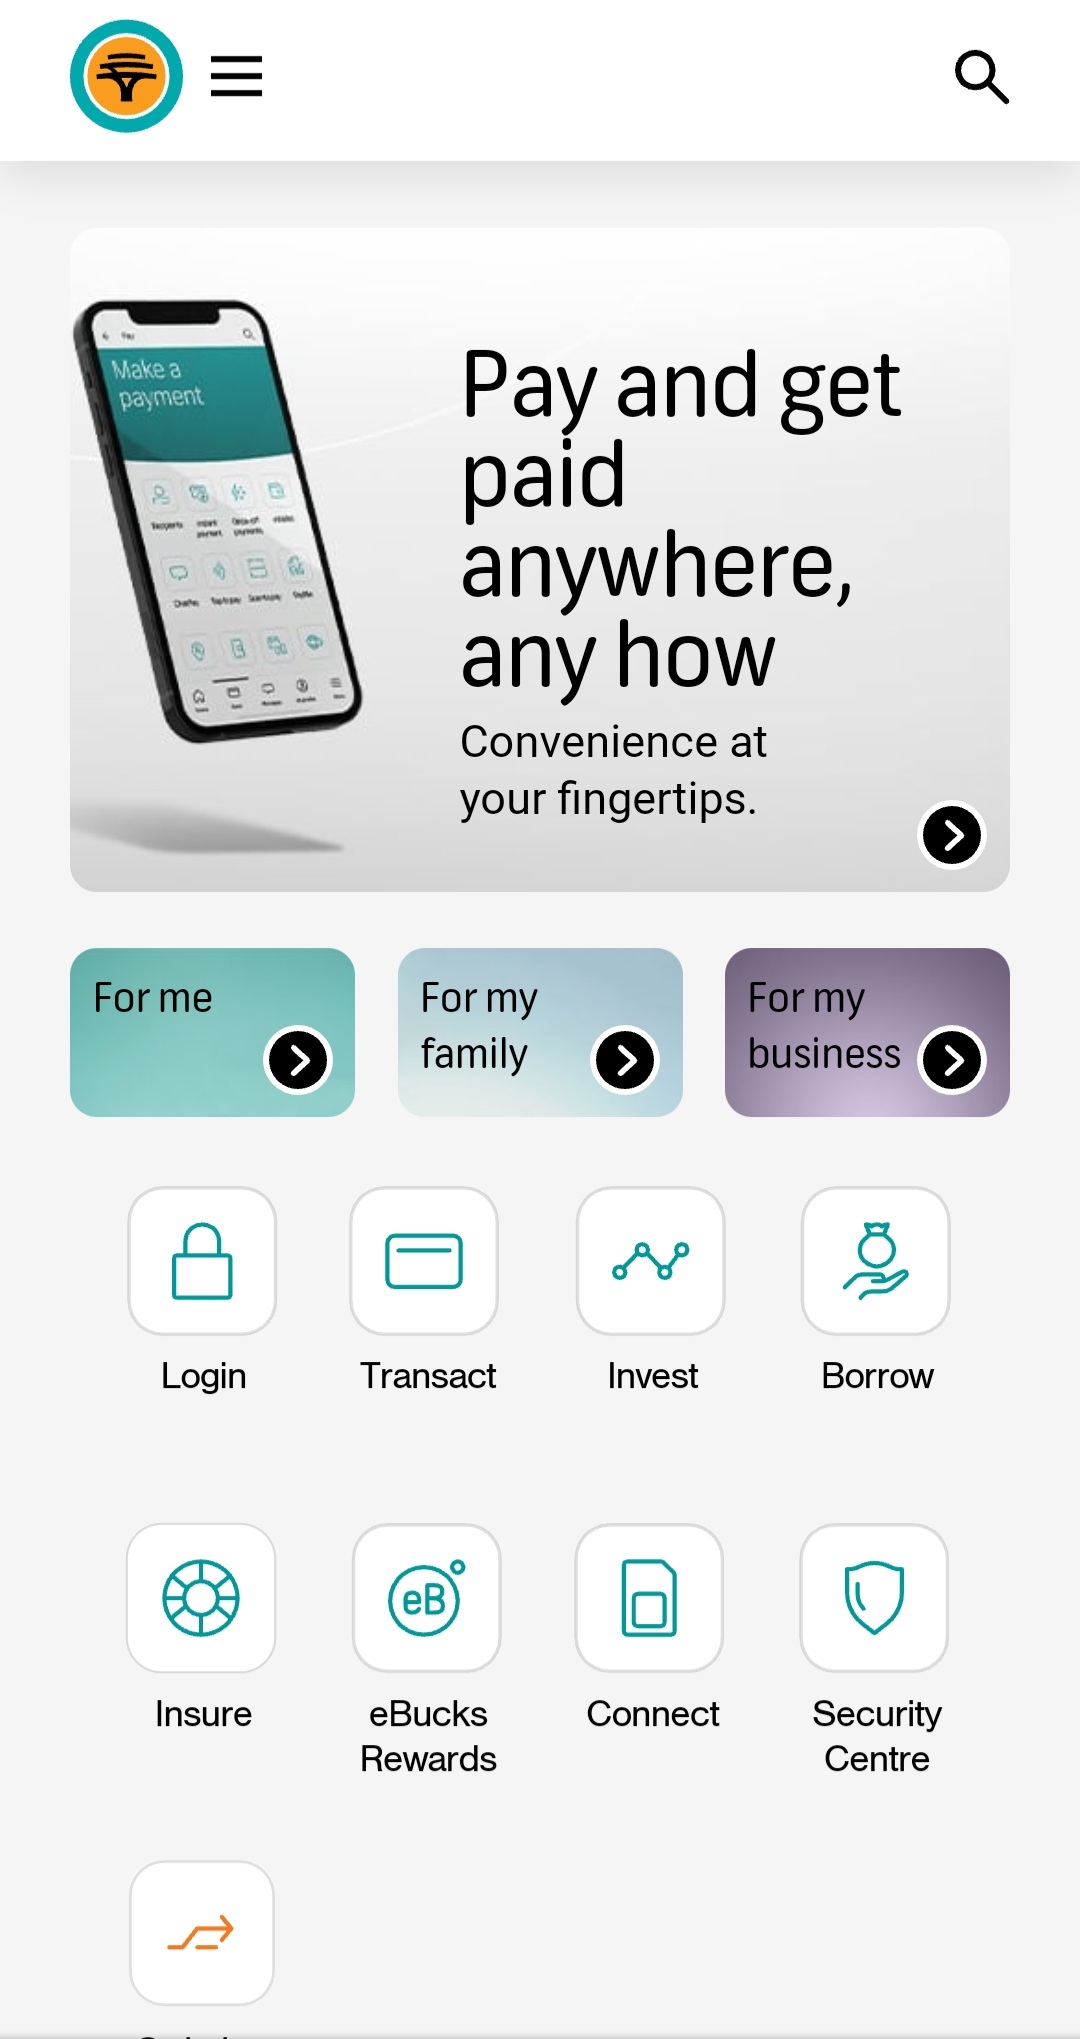 Make a
payment
Pay and get
paid
anywhere,
any how
Convenience at
your fingertips.
For me
For my
family
For my
business
Login
Transact
Invest
Borrow
eB
Insure
eBucks
Rewards
Connect
Security
Centre